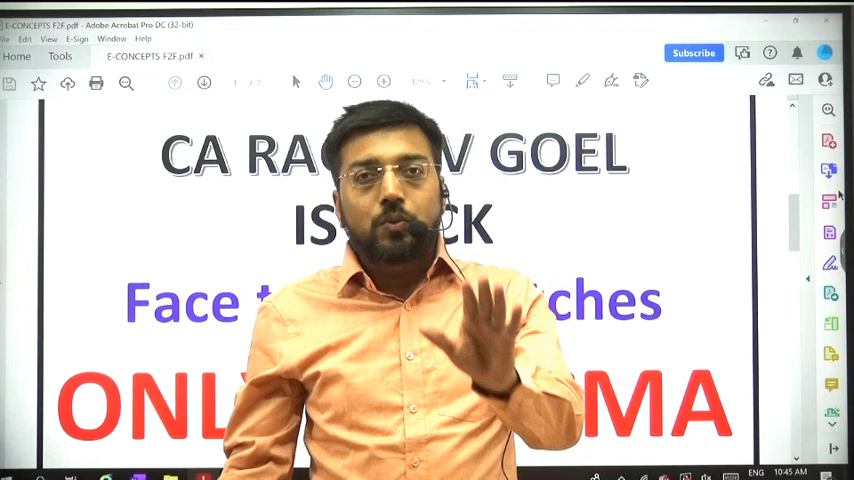 E-CONCEPTS F2F.pdf - Adobe Acrobat Pro DC (32-bit)
File Edit View E-Sign Window Help
Home Tools E-CONCEPTS F2F.pdf × Subscribe
CA RA V GOEL
IS CK
Face t tches
ONL MA
ENG 10:45 AM